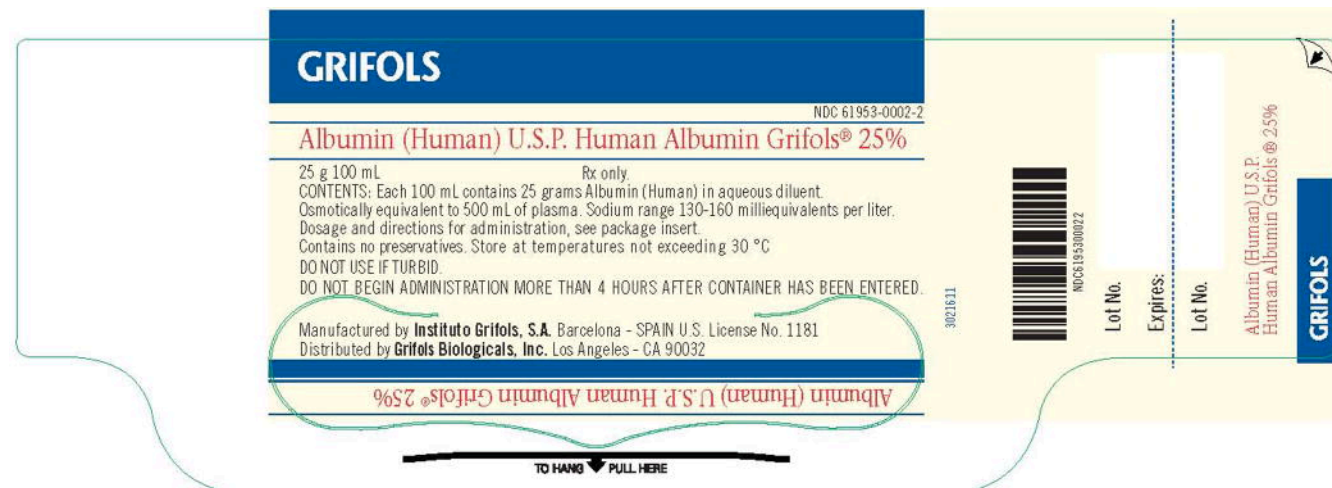 GRIFOLS
NDC 61953-0002-2
Albumin (Human) U.S.P. Human Albumin Grifols® 25%
25 g 100 mL Rx only.
CONTENTS: Each 100 mL contains 25 grams Albumin (Human) in aqueous diluent.
Osmotically equivalent to 500 mL of plasma. Sodium range 130-160 milliequivalents per liter.
Dosage and directions for administration, see package insert.
Contains no preservatives. Store at temperatures not exceeding 30 °C
DO NOT USE IF TURBID.
DO NOT BEGIN ADMINISTRATION MORE THAN 4 HOURS AFTER CONTAINER HAS BEEN ENTERED.
Manufactured by Instituto Grifols, S.A. Barcelona - SPAIN U.S. License No. 1181
Distributed by Grifols Biologicals, Inc. Los Angeles - CA 90032
Albumin (Human) U.S.P. Human Albumin Grifols® 25%
TO HANG PULL HERE
3021611
NDC6195300022
Lot No.
Expires:
Lot No.
Albumin (Human) U.S.P.
Human Albumin Grifols ® 25%
GRIFOLS